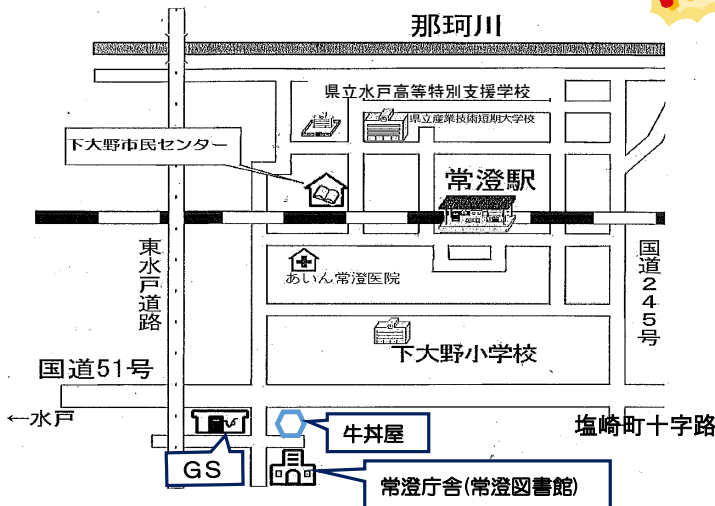 那珂川
県立水戸高等特別支援学校
県立産業技術短期大学校
下大野市民センター
常澄駅
東水戸道路
国道245号
あいん常澄医院
下大野小学校
国道51号
←水戸
牛丼屋
塩崎町十字路
GS
常澄庁舎(常澄図書館)